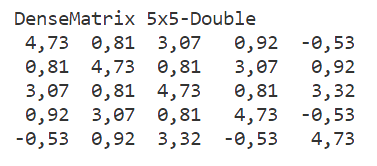 DenseMatrix 5x5-Double
4,73 0,81 3,07 0,92 -0,53
0,81 4,73 0,81 3,07 0,92
3,07 0,81 4,73 0,81 3,32
0,92 3,07 0,81 4,73 -0,53
-0,53 0,92 3,32 -0,53 4,73